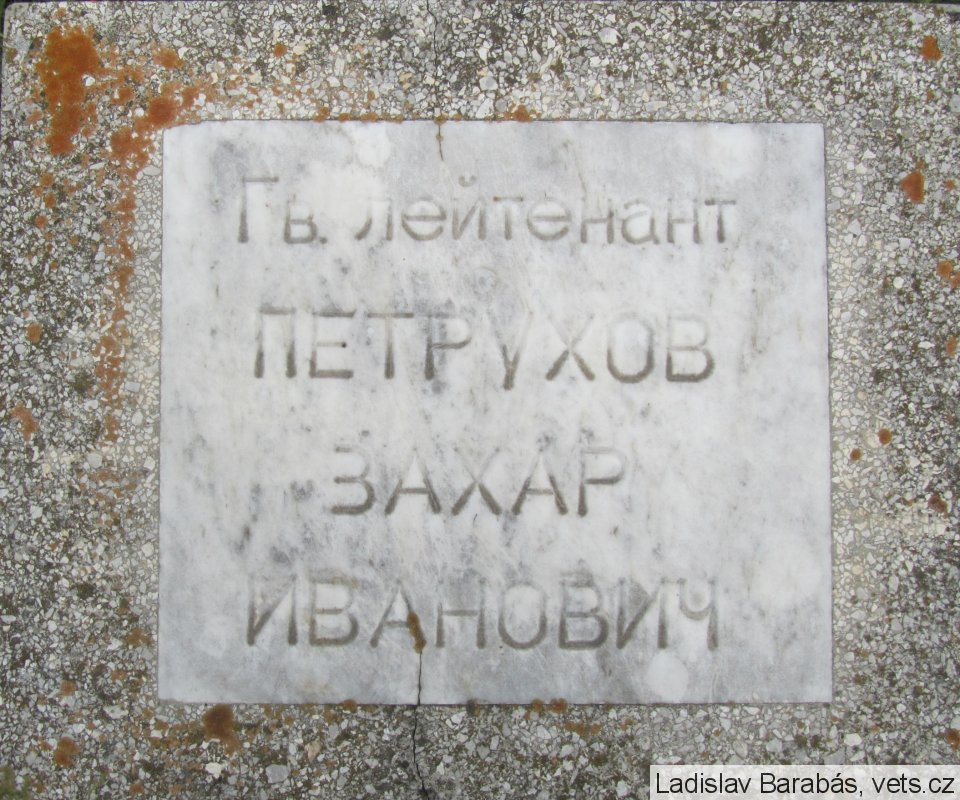 Гв. лейтенант
ПЕТРУХОВ
ЗАХАР
ИВАНОВИЧ
Ladislav Barabás, vets.cz